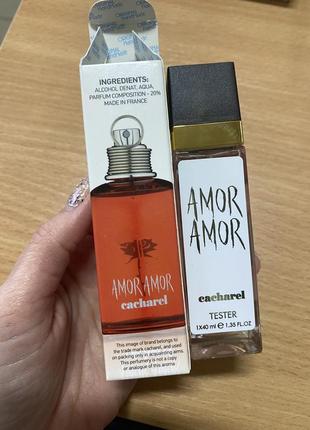 INGREDIENTS:
ALCOHOL DENAT, AQUA,
PARFUM COMPOSITION - 20%
MADE IN FRANCE
AMOR AMOR
cacharel
This image of brand belongs to
the trade mark cacharel, and used
on packing only in acquainting aims.
This perfumery is not a copy
or analogue of this aroma
AMOR
AMOR
cacharel
TESTER
1X40 ml e 1.35 FL.OZ